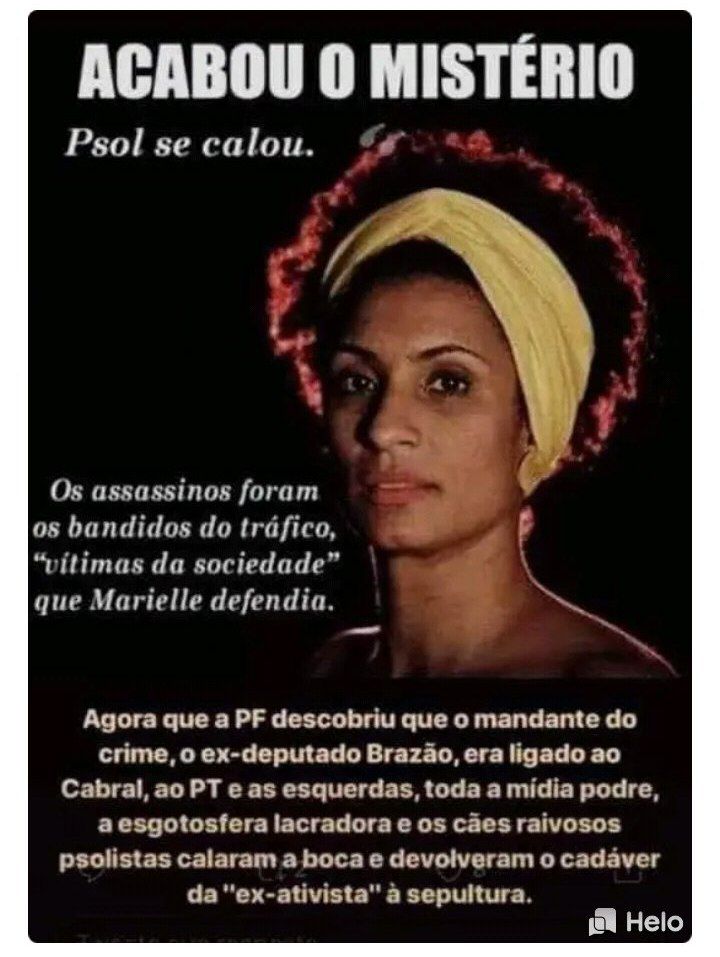 ACABOU O MISTÉRIO
Psol se calou.
Os assassinos foram
os bandidos do tráfico,
"vítimas da sociedade"
que Marielle defendia.
Agora que a PF descobriu que o mandante do
crime, o ex-deputado Brazão, era ligado ao
Cabral, ao PT e as esquerdas, toda a mídia podre,
a esgotosfera lacradora e os cães raivosos
psolistas calaram a boca e devolveram o cadáver
da "ex-ativista" à sepultura.
Helo